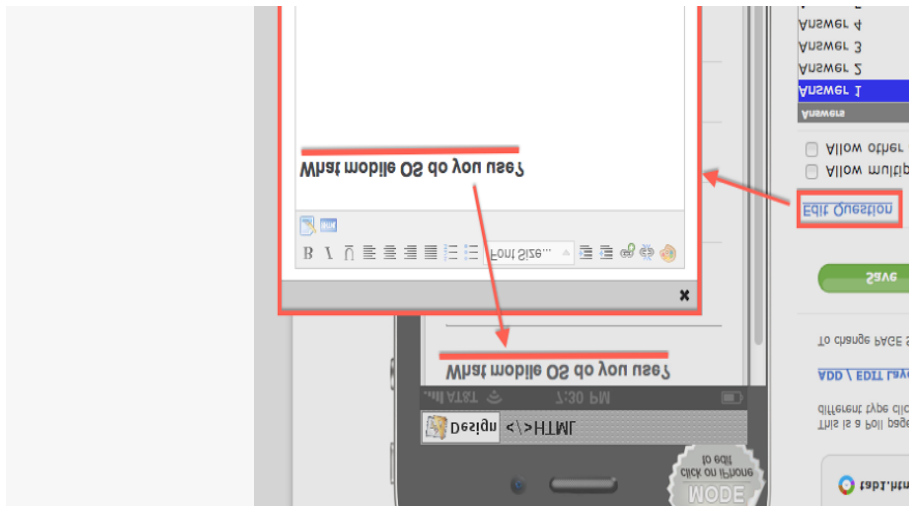 tab1.htm
This is a Poll page
different type clic
ADD / EDIT Lay
To change PAGE S
Save
Edit Question
Allow multip
Allow other
Answers
Answer 1
Answer 2
Answer 3
Answer 4
MODE
click on iPhone
to edit
Design </>HTML
AT&T 7:30 PM
What mobile OS do you use?
x
B I U Font Size...
What mobile OS do you use?